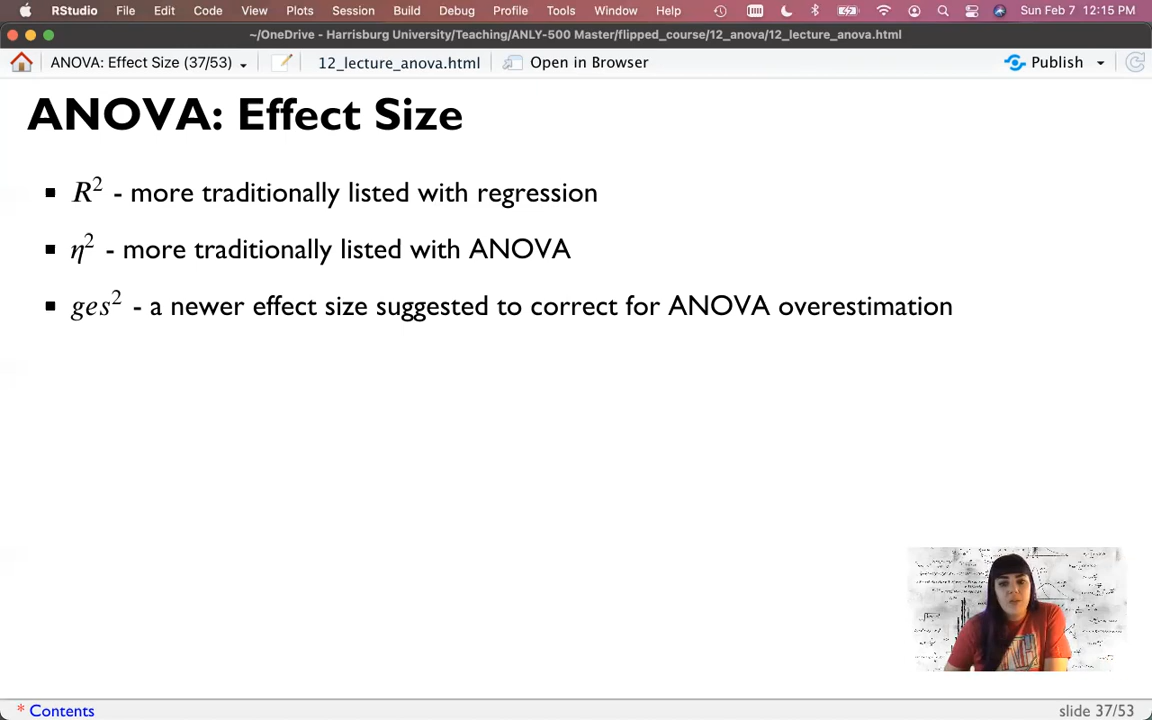 RStudio File Edit Code View Plots Session Build Debug Profile Tools Window Help Sun Feb 7 12:15 PM
~/OneDrive - Harrisburg University/Teaching/ANLY-500 Master/flipped_course/12_anova/12_lecture_anova.html
ANOVA: Effect Size (37/53) 12_lecture_anova.html Open in Browser Publish
ANOVA: Effect Size
R² - more traditionally listed with regression
η² - more traditionally listed with ANOVA
ges² - a newer effect size suggested to correct for ANOVA overestimation
* Contents
slide 37/53